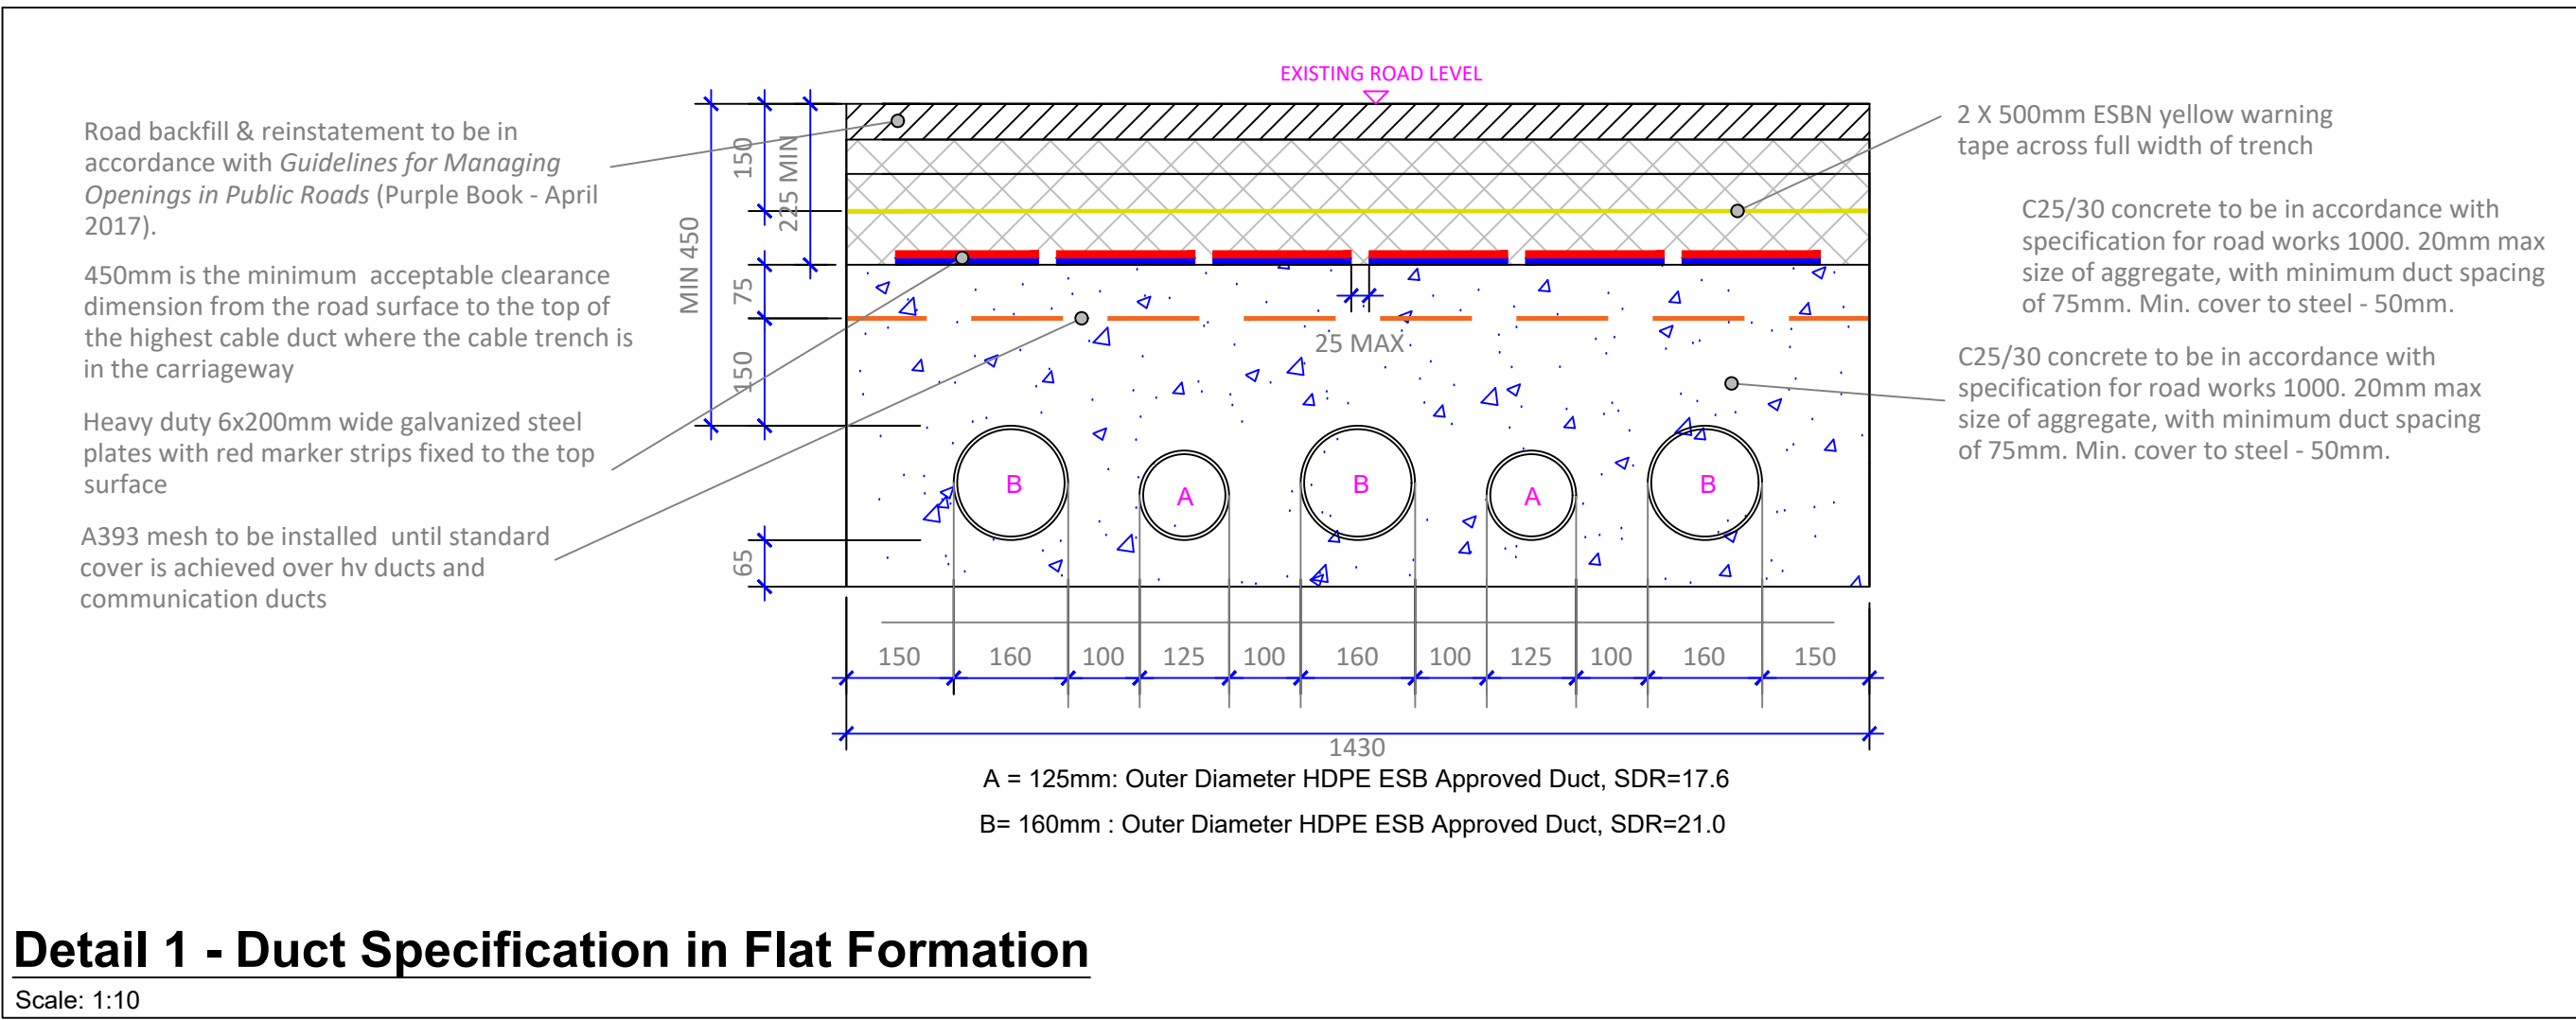 EXISTING ROAD LEVEL
Road backfill & reinstatement to be in
accordance with Guidelines for Managing
Openings in Public Roads (Purple Book - April
2017).
450mm is the minimum  acceptable clearance
dimension from the road surface to the top of
the highest cable duct where the cable trench is
in the carriageway
Heavy duty 6x200mm wide galvanized steel
plates with red marker strips fixed to the top
surface
A393 mesh to be installed  until standard
cover is achieved over hv ducts and
communication ducts
MIN 450
150
225 MIN
75
150
65
25 MAX
B
A
B
A
B
2 X 500mm ESBN yellow warning
tape across full width of trench
C25/30 concrete to be in accordance with
specification for road works 1000. 20mm max
size of aggregate, with minimum duct spacing
of 75mm. Min. cover to steel - 50mm.
C25/30 concrete to be in accordance with
specification for road works 1000. 20mm max
size of aggregate, with minimum duct spacing
of 75mm. Min. cover to steel - 50mm.
150 160 100 125 100 160 100 125 100 160 150
1430
A = 125mm: Outer Diameter HDPE ESB Approved Duct, SDR=17.6
B= 160mm : Outer Diameter HDPE ESB Approved Duct, SDR=21.0
Detail 1 - Duct Specification in Flat Formation
Scale: 1:10